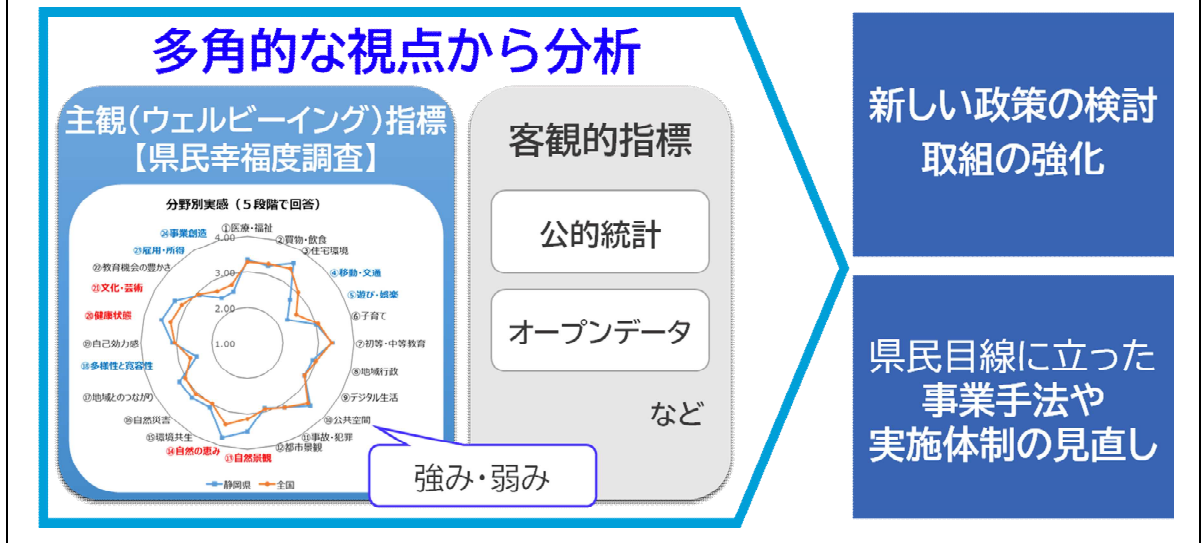 多角的な視点から分析
主観(ウェルビーイング)指標
【県民幸福度調査】
分野別実感（5段階で回答）
①医療・福祉
②買物・飲食
③住宅環境
④移動・交通
⑤遊び・娯楽
⑥子育て
⑦初等・中等教育
⑧地域行政
⑨デジタル生活
⑩公共空間
⑪事故・犯罪
⑫都市景観
⑬自然景観
⑭自然の恵み
⑮環境共生
⑯自然災害
⑰地域とのつながり
⑱多様性と寛容性
⑲自己効力感
⑳健康状態
㉑文化・芸術
㉒教育機会の豊かさ
㉓雇用・所得
㉔事業創造
4.00
3.00
2.00
1.00
静岡県
全国
強み・弱み
客観的指標
公的統計
オープンデータ
など
新しい政策の検討
取組の強化
県民目線に立った
事業手法や
実施体制の見直し